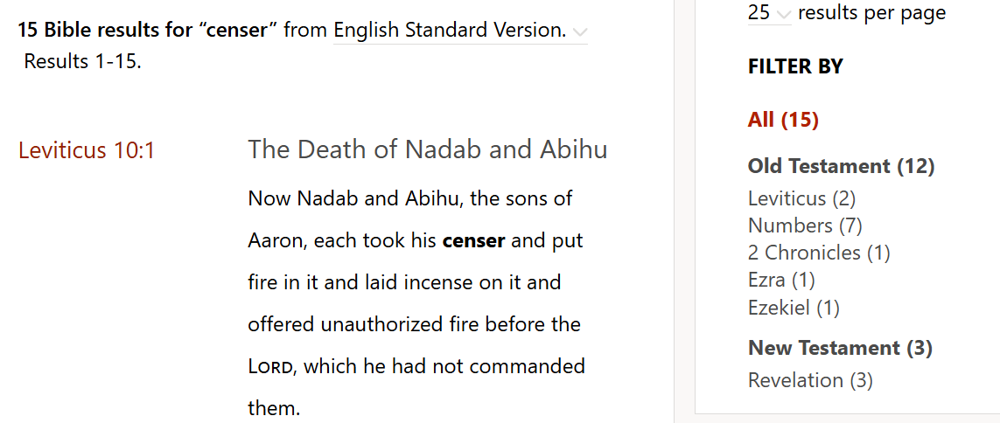 15 Bible results for “censer” from English Standard Version.
Results 1-15.
Leviticus 10:1
The Death of Nadab and Abihu
Now Nadab and Abihu, the sons of
Aaron, each took his censer and put
fire in it and laid incense on it and
offered unauthorized fire before the
LORD, which he had not commanded
them.
25 results per page
FILTER BY
All (15)
Old Testament (12)
Leviticus (2)
Numbers (7)
2 Chronicles (1)
Ezra (1)
Ezekiel (1)
New Testament (3)
Revelation (3)